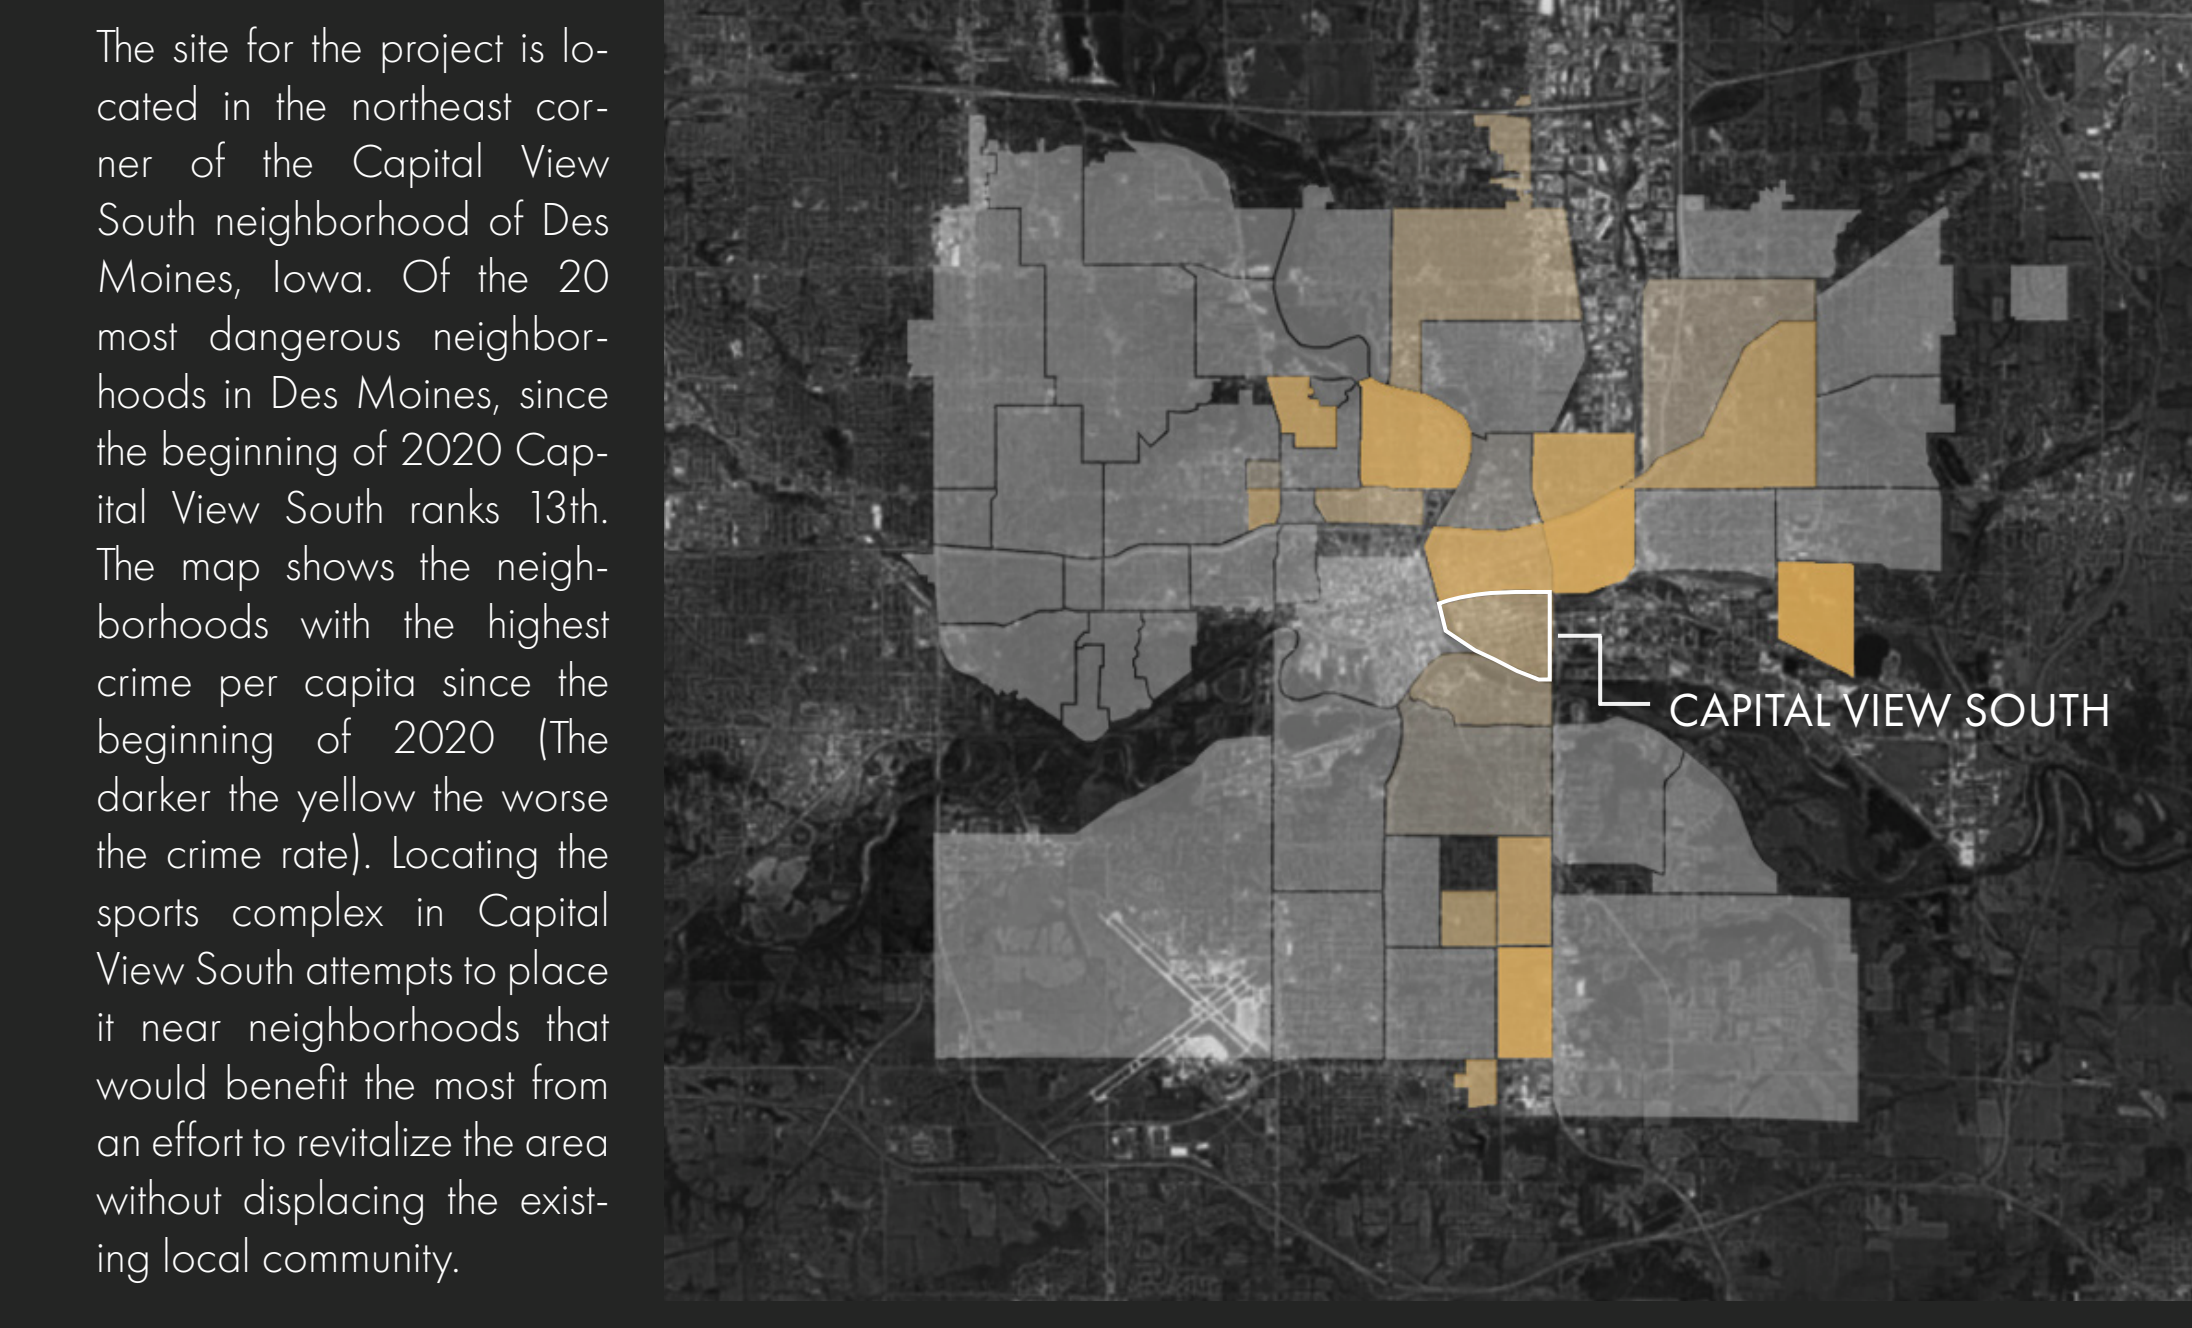 The site for the project is lo-
cated in the northeast cor-
ner of the Capital View
South neighborhood of Des
Moines, Iowa. Of the 20
most dangerous neighbor-
hoods in Des Moines, since
the beginning of 2020 Cap-
ital View South ranks 13th.
The map shows the neigh-
borhoods with the highest
crime per capita since the
beginning of 2020 (The
darker the yellow the worse
the crime rate). Locating the
sports complex in Capital
View South attempts to place
it near neighborhoods that
would benefit the most from
an effort to revitalize the area
without displacing the exist-
ing local community.
CAPITAL VIEW SOUTH